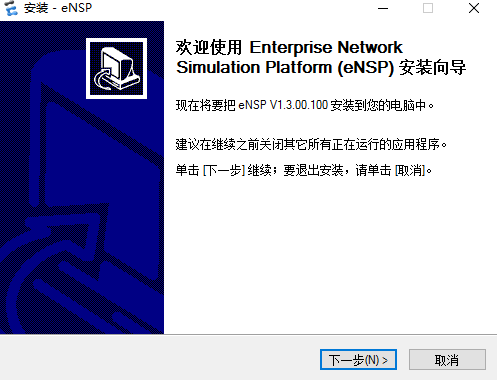 安装 - eNSP
欢迎使用 Enterprise Network
Simulation Platform (eNSP) 安装向导
现在将要把 eNSP V1.3.00.100 安装到您的电脑中。
建议在继续之前关闭其它所有正在运行的应用程序。
单击 [下一步] 继续；要退出安装，请单击 [取消]。
下一步(N) >
取消